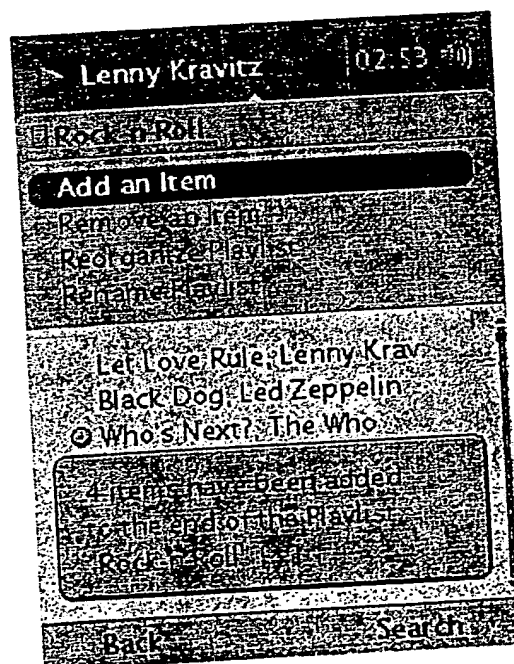 Lenny Kravitz 02:53
Rock n Roll
Add an Item
Remove an Item
Reorganize Playlist
Rename Playlist
Let Love Rule, Lenny Krav
Black Dog, Led Zeppelin
Who's Next?, The Who
4 items have been added
to the end of the Playlist
Rock n Roll
Back Search